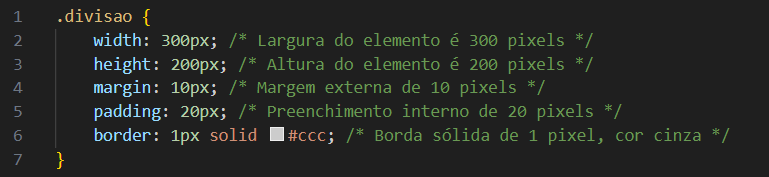 1 .divisao {
2 width: 300px; /* Largura do elemento é 300 pixels */
3 height: 200px; /* Altura do elemento é 200 pixels */
4 margin: 10px; /* Margem externa de 10 pixels */
5 padding: 20px; /* Preenchimento interno de 20 pixels */
6 border: 1px solid #ccc; /* Borda sólida de 1 pixel, cor cinza */
7 }